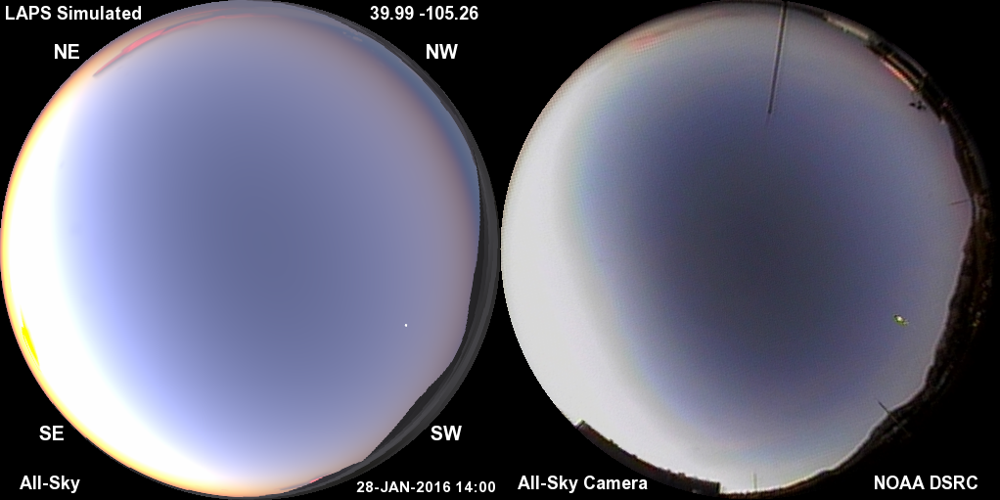 LAPS Simulated
39.99 -105.26
NE
NW
SE
SW
All-Sky
28-JAN-2016 14:00
All-Sky Camera
NOAA DSRC